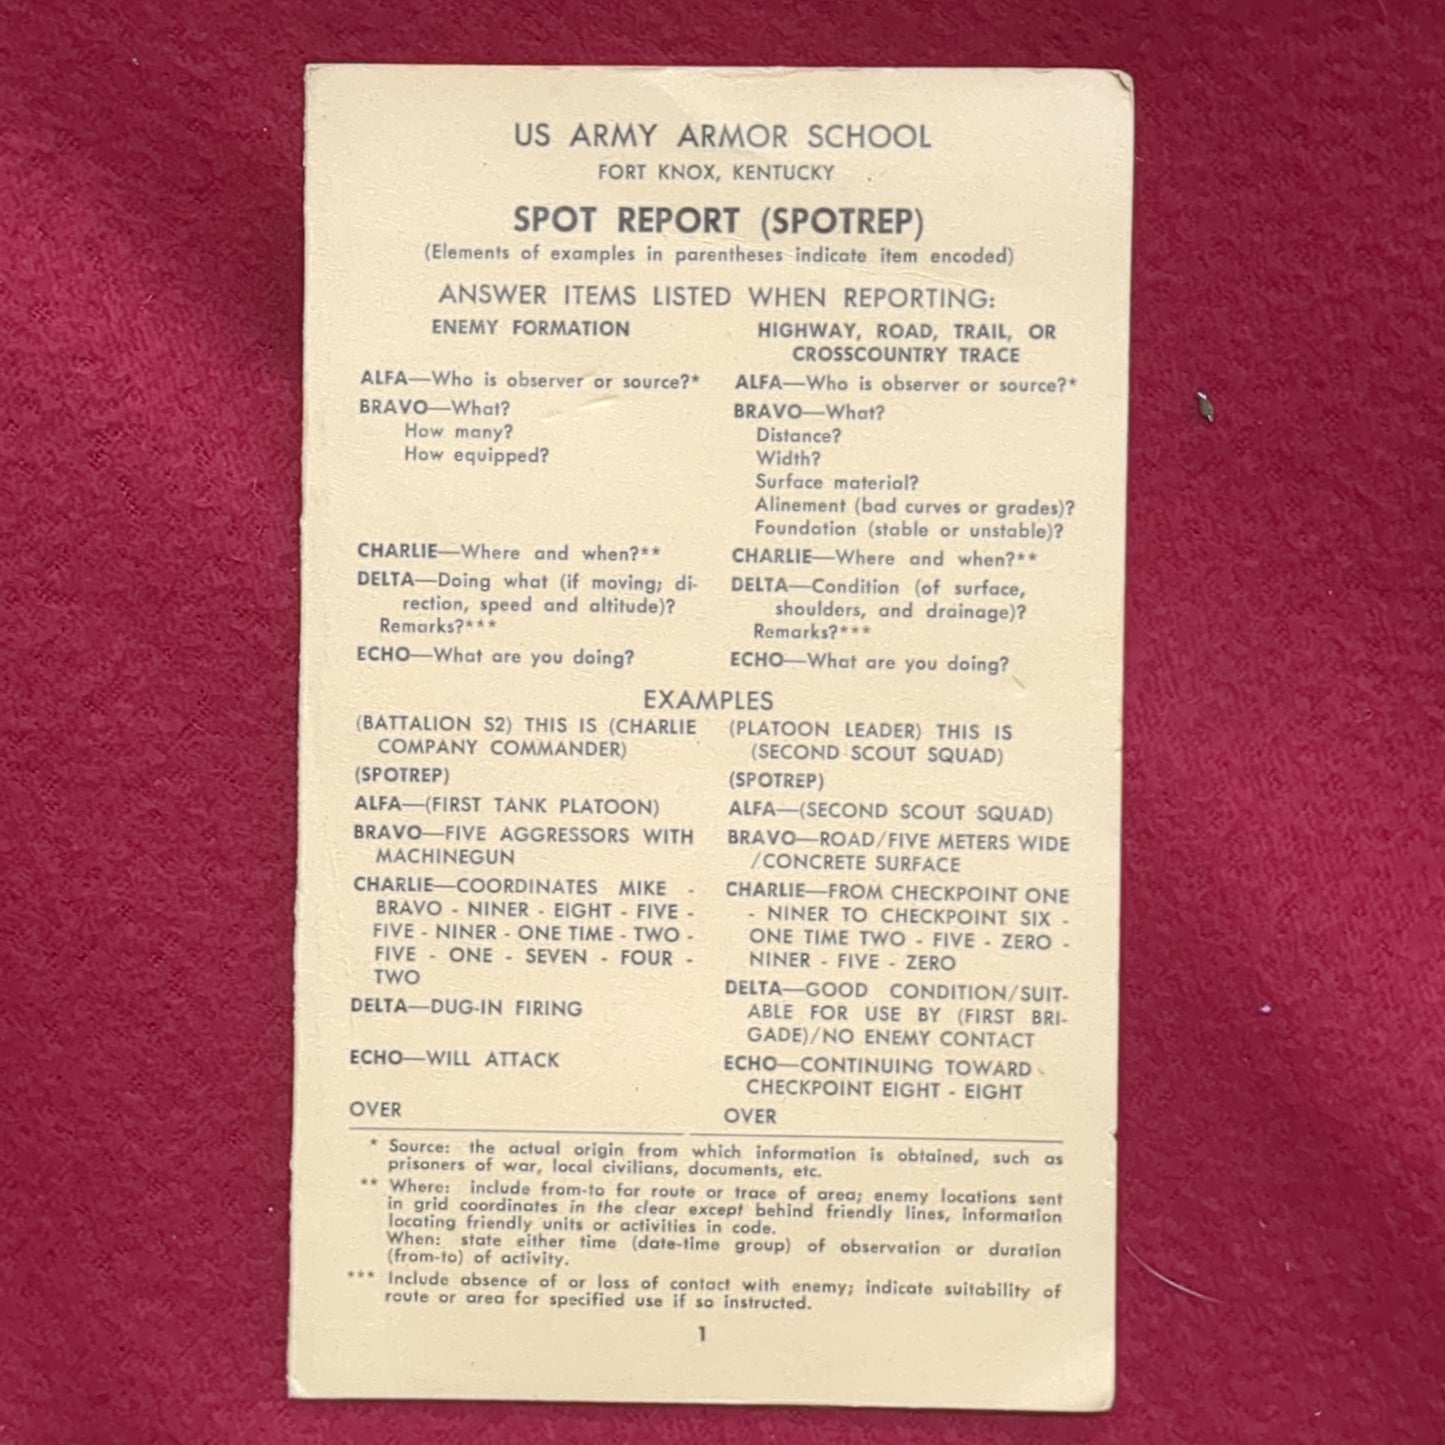 US ARMY ARMOR SCHOOL
FORT KNOX, KENTUCKY
SPOT REPORT (SPOTREP)
(Elements of examples in parentheses indicate item encoded)
ANSWER ITEMS LISTED WHEN REPORTING:
ENEMY FORMATION
ALFA—Who is observer or source?*
BRAVO—What?
How many?
How equipped?
CHARLIE—Where and when?**
DELTA—Doing what (if moving; di-
rection, speed and altitude)?
Remarks?***
ECHO—What are you doing?
HIGHWAY, ROAD, TRAIL, OR
CROSSCOUNTRY TRACE
ALFA—Who is observer or source?*
BRAVO—What?
Distance?
Width?
Surface material?
Alinement (bad curves or grades)?
Foundation (stable or unstable)?
CHARLIE—Where and when?**
DELTA—Condition (of surface,
shoulders, and drainage)?
Remarks?***
ECHO—What are you doing?
EXAMPLES
(BATTALION S2) THIS IS (CHARLIE
COMPANY COMMANDER)
(SPOTREP)
ALFA—(FIRST TANK PLATOON)
BRAVO—FIVE AGGRESSORS WITH
MACHINEGUN
CHARLIE—COORDINATES MIKE -
BRAVO - NINER - EIGHT - FIVE -
FIVE - NINER - ONE TIME - TWO -
FIVE - ONE - SEVEN - FOUR -
TWO
DELTA—DUG-IN FIRING
ECHO—WILL ATTACK
OVER
(PLATOON LEADER) THIS IS
(SECOND SCOUT SQUAD)
(SPOTREP)
ALFA—(SECOND SCOUT SQUAD)
BRAVO—ROAD/FIVE METERS WIDE
/CONCRETE SURFACE
CHARLIE—FROM CHECKPOINT ONE
- NINER TO CHECKPOINT SIX -
ONE TIME TWO - FIVE - ZERO -
NINER - FIVE - ZERO
DELTA—GOOD CONDITION/SUIT-
ABLE FOR USE BY (FIRST BRI-
GADE)/NO ENEMY CONTACT
ECHO—CONTINUING TOWARD
CHECKPOINT EIGHT - EIGHT
OVER
* Source: the actual origin from which information is obtained, such as
prisoners of war, local civilians, documents, etc.
** Where: include from-to for route or trace of area; enemy locations sent
in grid coordinates in the clear except behind friendly lines, information
locating friendly units or activities in code.
When: state either time (date-time group) of observation or duration
(from-to) of activity.
*** Include absence of or loss of contact with enemy; indicate suitability of
route or area for specified use if so instructed.
1